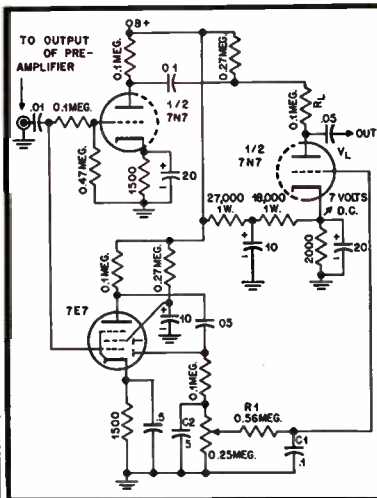 B+
TO OUTPUT
OF PRE-
AMPLIFIER
.01
0.1MEG.
0.1MEG.
0.1
0.27MEG.
1/2
7N7
0.47MEG.
1500
20
0.1MEG.
RL
.05
OUT
1/2
7N7
VL
7 VOLTS
D.C.
27,000
1W.
18,000
1W.
10
2000
20
0.1MEG.
0.27MEG.
10
.05
7E7
0.1MEG.
1500
.5
C2
.5
0.25MEG.
R1
0.56MEG.
C1
.1